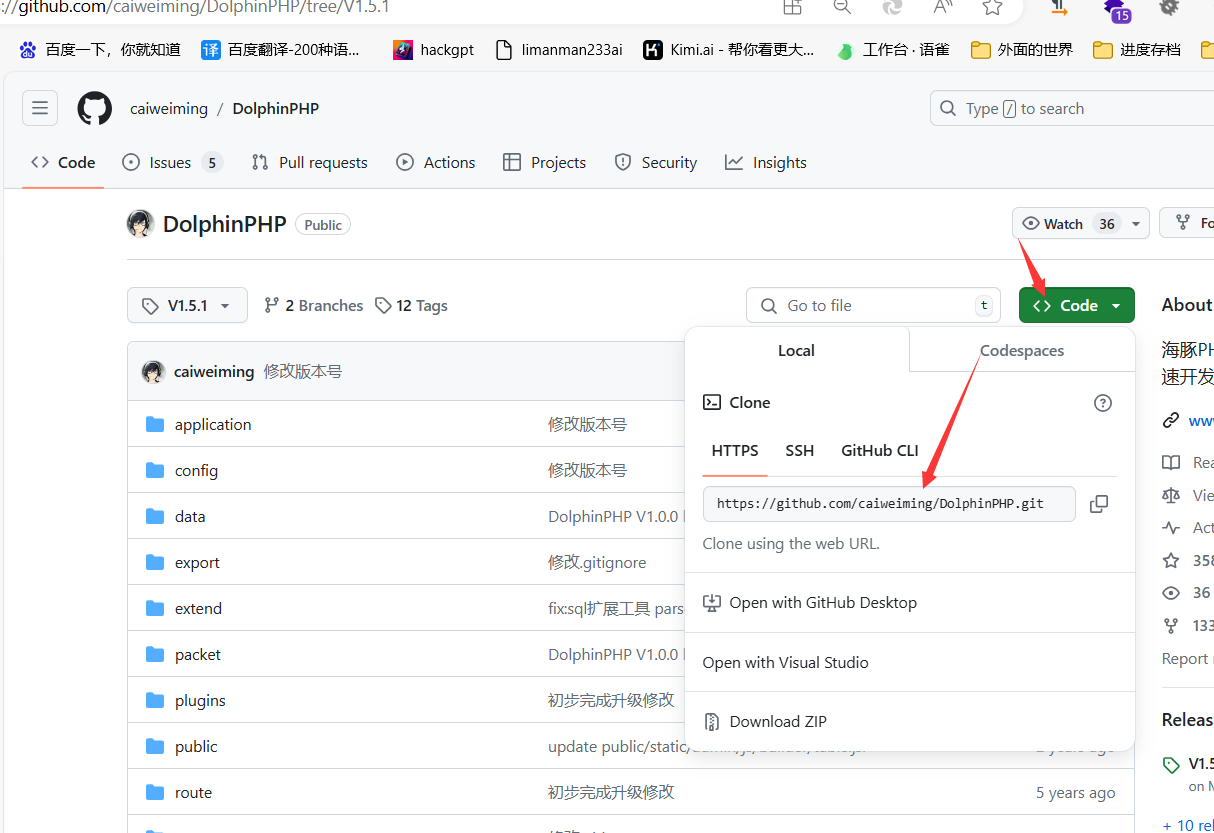 ://github.com/caiweiming/DolphinPHP/tree/V1.5.1
15
百度一下，你就知道 百度翻译-200种语... hackgpt limanman233ai Kimi.ai - 帮你看更大... 工作台 · 语雀 外面的世界 进度存档
caiweiming / DolphinPHP Type / to search
Code Issues 5 Pull requests Actions Projects Security Insights
DolphinPHP Public Watch 36 Fo
V1.5.1 2 Branches 12 Tags Go to file t Code About
Local Codespaces 海豚PH
caiweiming 修改版本号 速开发
Clone
application 修改版本号 www
HTTPS SSH GitHub CLI Rea
config 修改版本号
https://github.com/caiweiming/DolphinPHP.git Vie
data DolphinPHP V1.0.0
Clone using the web URL. Act
export 修改.gitignore 358
Open with GitHub Desktop 36
extend fix:sql扩展工具 pars 133
packet DolphinPHP V1.0.0 Open with Visual Studio Report
plugins 初步完成升级修改
Download ZIP Releas
public update public/static/admin/js/builder/table.js. 2 years ago
V1.5
route 初步完成升级修改 5 years ago on M
+ 10 rel